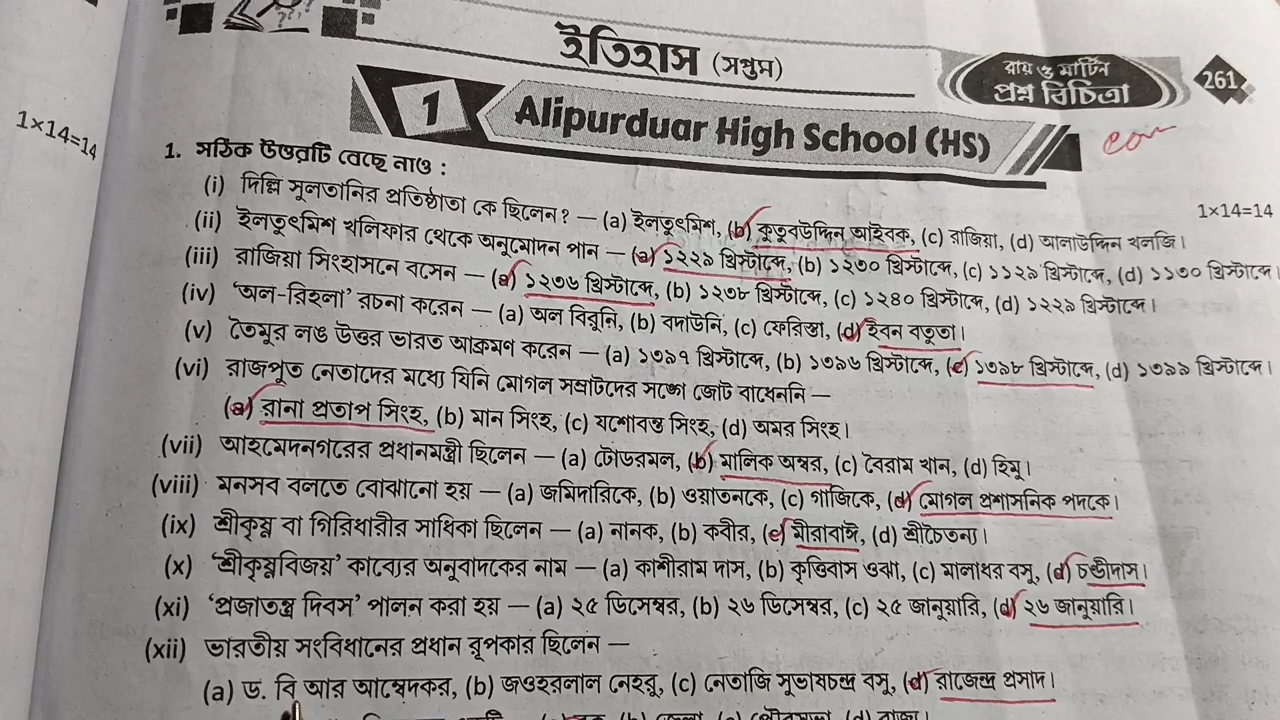 ইতিহাস (সপ্তম)
রায় ও মার্টিন
প্রশ্ন বিচিত্রা
261
1 Alipurduar High School (HS)
1×14=14
1. সঠিক উত্তরটি বেছে নাও :
1×14=14
(i) দিল্লি সুলতানির প্রতিষ্ঠাতা কে ছিলেন? — (a) ইলতুৎমিশ, (b) কুতুবউদ্দিন আইবক, (c) রাজিয়া, (d) আলাউদ্দিন খলজি।
(ii) ইলতুৎমিশ খলিফার থেকে অনুমোদন পান — (a) ১২২৯ খ্রিস্টাব্দে, (b) ১২৩০ খ্রিস্টাব্দে, (c) ১১২৯ খ্রিস্টাব্দে, (d) ১১৩০ খ্রিস্টাব্দে।
(iii) রাজিয়া সিংহাসনে বসেন — (a) ১২৩৬ খ্রিস্টাব্দে, (b) ১২৩৮ খ্রিস্টাব্দে, (c) ১২৪০ খ্রিস্টাব্দে, (d) ১২২৯ খ্রিস্টাব্দে।
(iv) ‘অল-রিহলা’ রচনা করেন — (a) অল বিরুনি, (b) বদাউনি, (c) ফেরিস্তা, (d) ইবন বতুতা।
(v) তৈমুর লঙ উত্তর ভারত আক্রমণ করেন — (a) ১৩৯৭ খ্রিস্টাব্দে, (b) ১৩৯৬ খ্রিস্টাব্দে, (c) ১৩৯৮ খ্রিস্টাব্দে, (d) ১৩৯৯ খ্রিস্টাব্দে।
(vi) রাজপুত নেতাদের মধ্যে যিনি মোগল সম্রাটদের সঙ্গে জোট বাধেননি —
(a) রানা প্রতাপ সিংহ, (b) মান সিংহ, (c) যশোবন্ত সিংহ, (d) অমর সিংহ।
(vii) আহমেদনগরের প্রধানমন্ত্রী ছিলেন — (a) টোডরমল, (b) মালিক অম্বর, (c) বৈরাম খান, (d) হিমু।
(viii) মনসব বলতে বোঝানো হয় — (a) জমিদারিকে, (b) ওয়াতনকে, (c) গাজিকে, (d) মোগল প্রশাসনিক পদকে।
(ix) শ্রীকৃষ্ণ বা গিরিধারীর সাধিকা ছিলেন — (a) নানক, (b) কবীর, (c) মীরাবাঈ, (d) শ্রীচৈতন্য।
(x) ‘শ্রীকৃষ্ণবিজয়’ কাব্যের অনুবাদকের নাম — (a) কাশীরাম দাস, (b) কৃত্তিবাস ওঝা, (c) মালাধর বসু, (d) চণ্ডীদাস।
(xi) ‘প্রজাতন্ত্র দিবস’ পালন করা হয় — (a) ২৫ ডিসেম্বর, (b) ২৬ ডিসেম্বর, (c) ২৫ জানুয়ারি, (d) ২৬ জানুয়ারি।
(xii) ভারতীয় সংবিধানের প্রধান রূপকার ছিলেন —
(a) ড. বি আর আম্বেদকর, (b) জওহরলাল নেহরু, (c) নেতাজি সুভাষচন্দ্র বসু, (d) রাজেন্দ্র প্রসাদ।